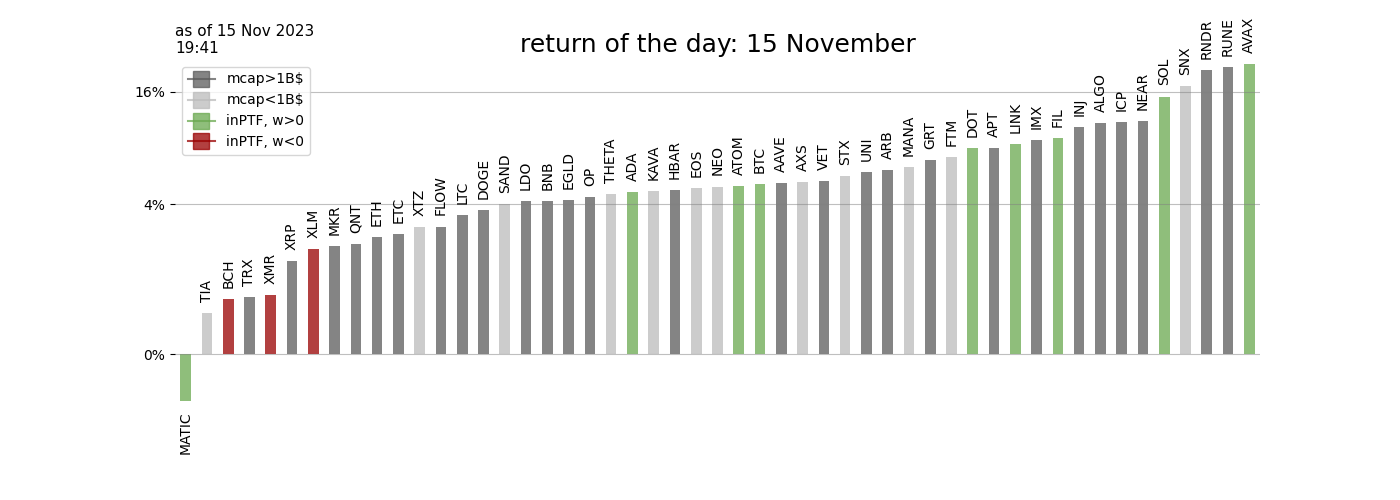 as of 15 Nov 2023
19:41
return of the day: 15 November
mcap>1B$
mcap<1B$
inPTF, w>0
inPTF, w<0
16%
4%
0%
MATIC
TIA
BCH
TRX
XMR
XRP
XLM
MKR
QNT
ETH
ETC
XTZ
FLOW
LTC
DOGE
SAND
LDO
BNB
EGLD
OP
THETA
ADA
KAVA
HBAR
EOS
NEO
ATOM
BTC
AAVE
AXS
VET
STX
UNI
ARB
MANA
GRT
FTM
DOT
APT
LINK
IMX
FIL
INJ
ALGO
ICP
NEAR
SOL
SNX
RNDR
RUNE
AVAX